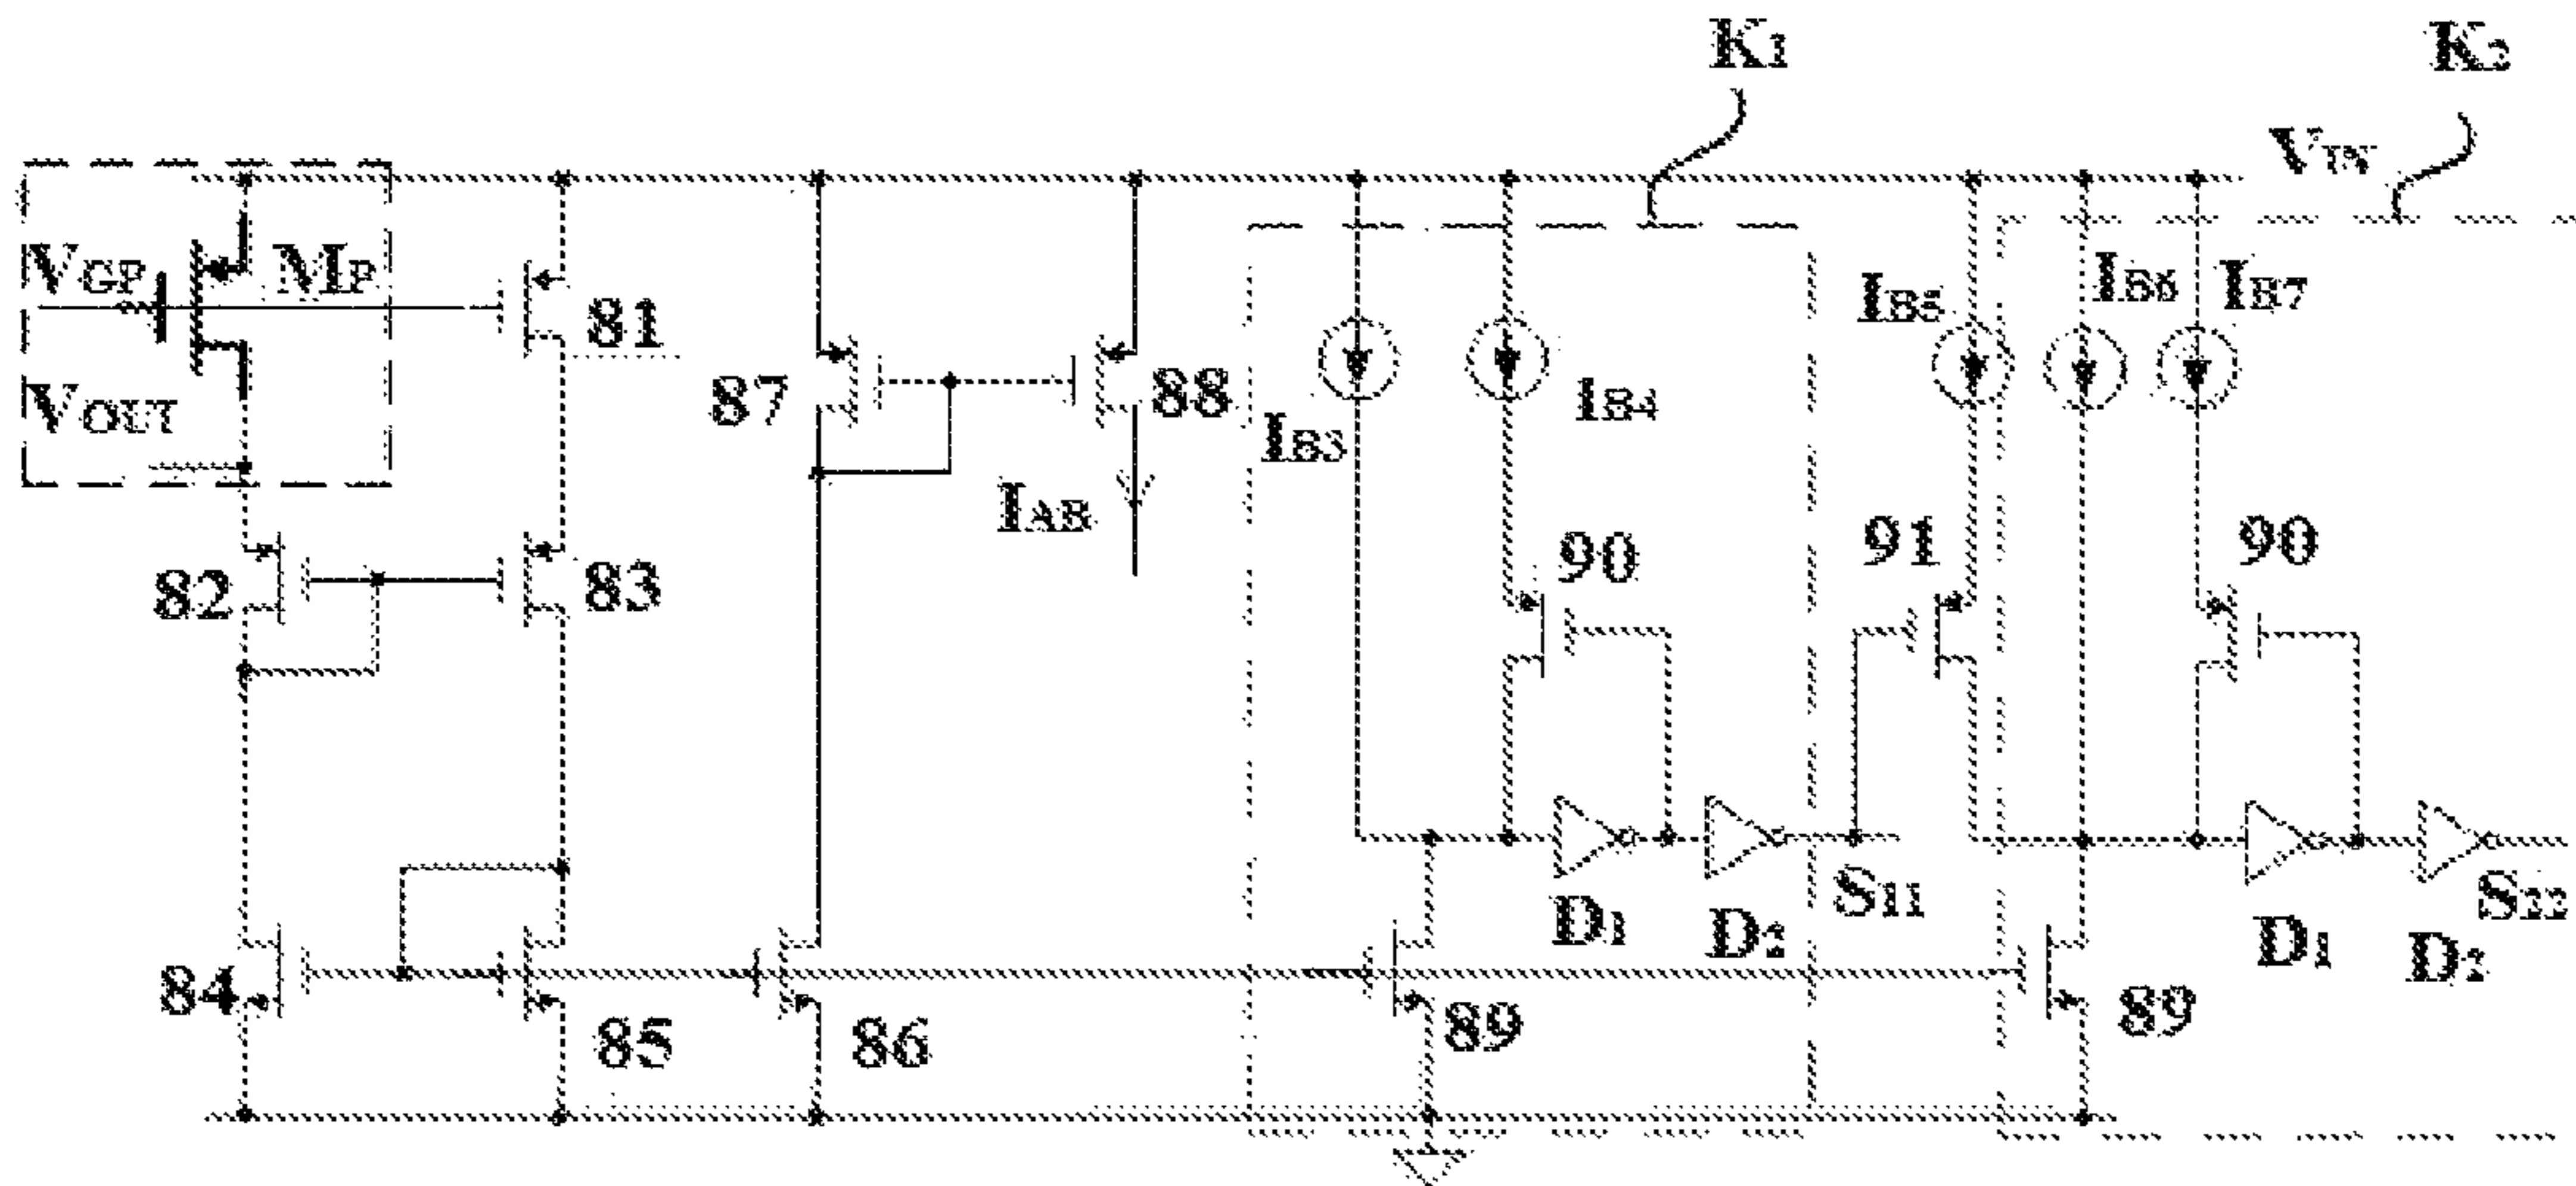 K1
K2
VIN
VGP
MP
81
VOUT
87
88
IAB
IB3
IB4
IB5
IB6
IB7
82
83
90
91
90
D1
D2
S11
D1
D2
S22
84
85
86
89
89